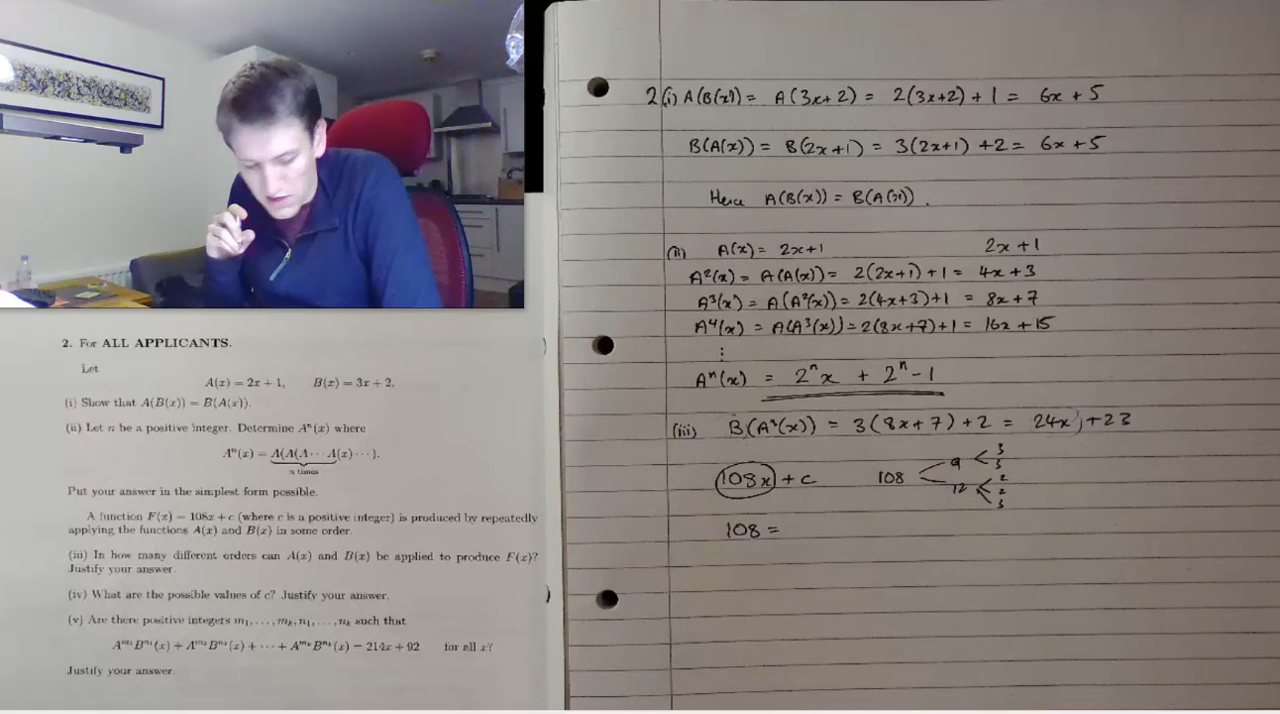 2. For ALL APPLICANTS.
Let
A(x) = 2x + 1, B(x) = 3x + 2.
(i) Show that A(B(x)) = B(A(x)).
(ii) Let n be a positive integer. Determine Aⁿ(x) where
Aⁿ(x) = A(A(A ⋯ A(x) ⋯ ).
n times
Put your answer in the simplest form possible.
A function F(x) = 108x + c (where c is a positive integer) is produced by repeatedly
applying the functions A(x) and B(x) in some order.
(iii) In how many different orders can A(x) and B(x) be applied to produce F(x)?
Justify your answer.
(iv) What are the possible values of c? Justify your answer.
(v) Are there positive integers m₁, . . . , mₖ, n₁, . . . , nₖ such that
Aᵐ¹Bⁿ¹(x) + Aᵐ²Bⁿ²(x) + ⋯ + AᵐᵏBⁿᵏ(x) = 214x + 92 for all x?
Justify your answer.
2(i) A(B(x)) = A(3x+2) = 2(3x+2) + 1 = 6x + 5
B(A(x)) = B(2x+1) = 3(2x+1) + 2 = 6x + 5
Hence A(B(x)) = B(A(x)).
(ii) A(x) = 2x+1 2x+1
A²(x) = A(A(x)) = 2(2x+1)+1 = 4x+3
A³(x) = A(A²(x)) = 2(4x+3)+1 = 8x+7
A⁴(x) = A(A³(x)) = 2(8x+7)+1 = 16x+15
⋮
Aⁿ(x) = 2ⁿx + 2ⁿ - 1
(iii) B(A³(x)) = 3(8x+7)+2 = 24x + 23
108x + c 108 9 3 3 12 2 2 3
108 =